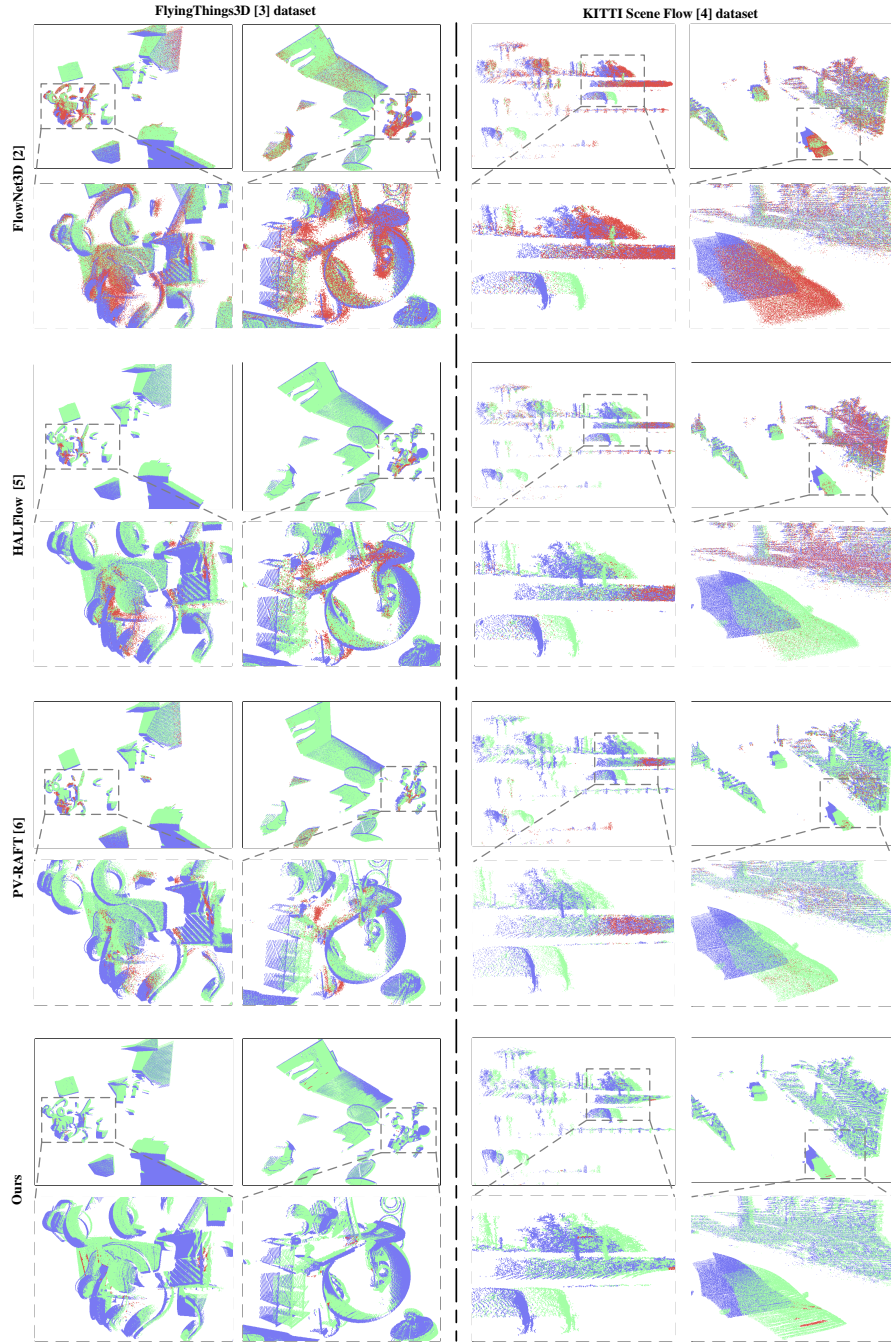 FlyingThings3D [3] dataset
KITTI Scene Flow [4] dataset
FlowNet3D [2]
HALFlow [5]
PV-RAFT [6]
Ours